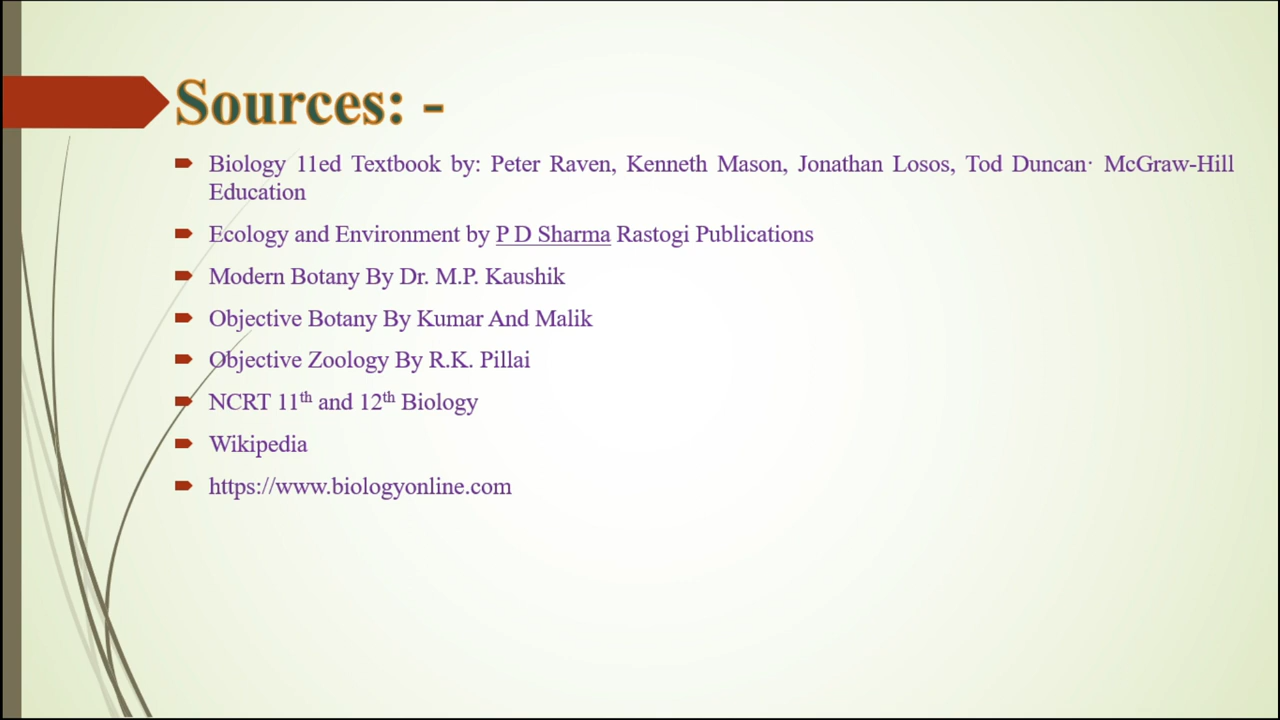 Sources: -
Biology 11ed Textbook by: Peter Raven, Kenneth Mason, Jonathan Losos, Tod Duncan· McGraw-Hill
Education
Ecology and Environment by P D Sharma Rastogi Publications
Modern Botany By Dr. M.P. Kaushik
Objective Botany By Kumar And Malik
Objective Zoology By R.K. Pillai
NCRT 11th and 12th Biology
Wikipedia
https://www.biologyonline.com